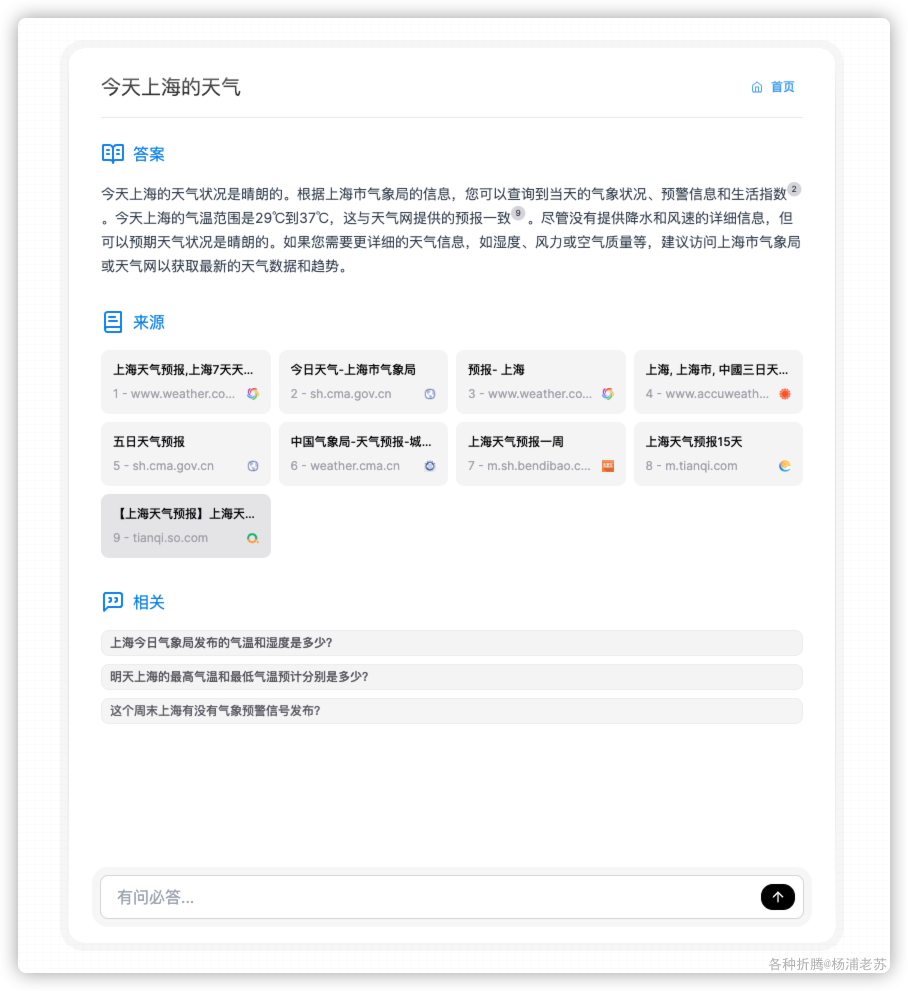 今天上海的天气
首页
答案
今天上海的天气状况是晴朗的。根据上海市气象局的信息，您可以查询到当天的气象状况、预警信息和生活指数 2
。今天上海的气温范围是29℃到37℃，这与天气网提供的预报一致 9 。尽管没有提供降水和风速的详细信息，但
可以预期天气状况是晴朗的。如果您需要更详细的天气信息，如湿度、风力或空气质量等，建议访问上海市气象局
或天气网以获取最新的天气数据和趋势。
来源
上海天气预报,上海7天天...
1 - www.weather.co...
今日天气-上海市气象局
2 - sh.cma.gov.cn
预报- 上海
3 - www.weather.co...
上海, 上海市, 中國三日天...
4 - www.accuweath...
五日天气预报
5 - sh.cma.gov.cn
中国气象局-天气预报-城...
6 - weather.cma.cn
上海天气预报一周
7 - m.sh.bendibao.c...
上海天气预报15天
8 - m.tianqi.com
【上海天气预报】上海天...
9 - tianqi.so.com
相关
上海今日气象局发布的气温和湿度是多少?
明天上海的最高气温和最低气温预计分别是多少?
这个周末上海有没有气象预警信号发布?
有问必答...
各种折腾@杨浦老苏